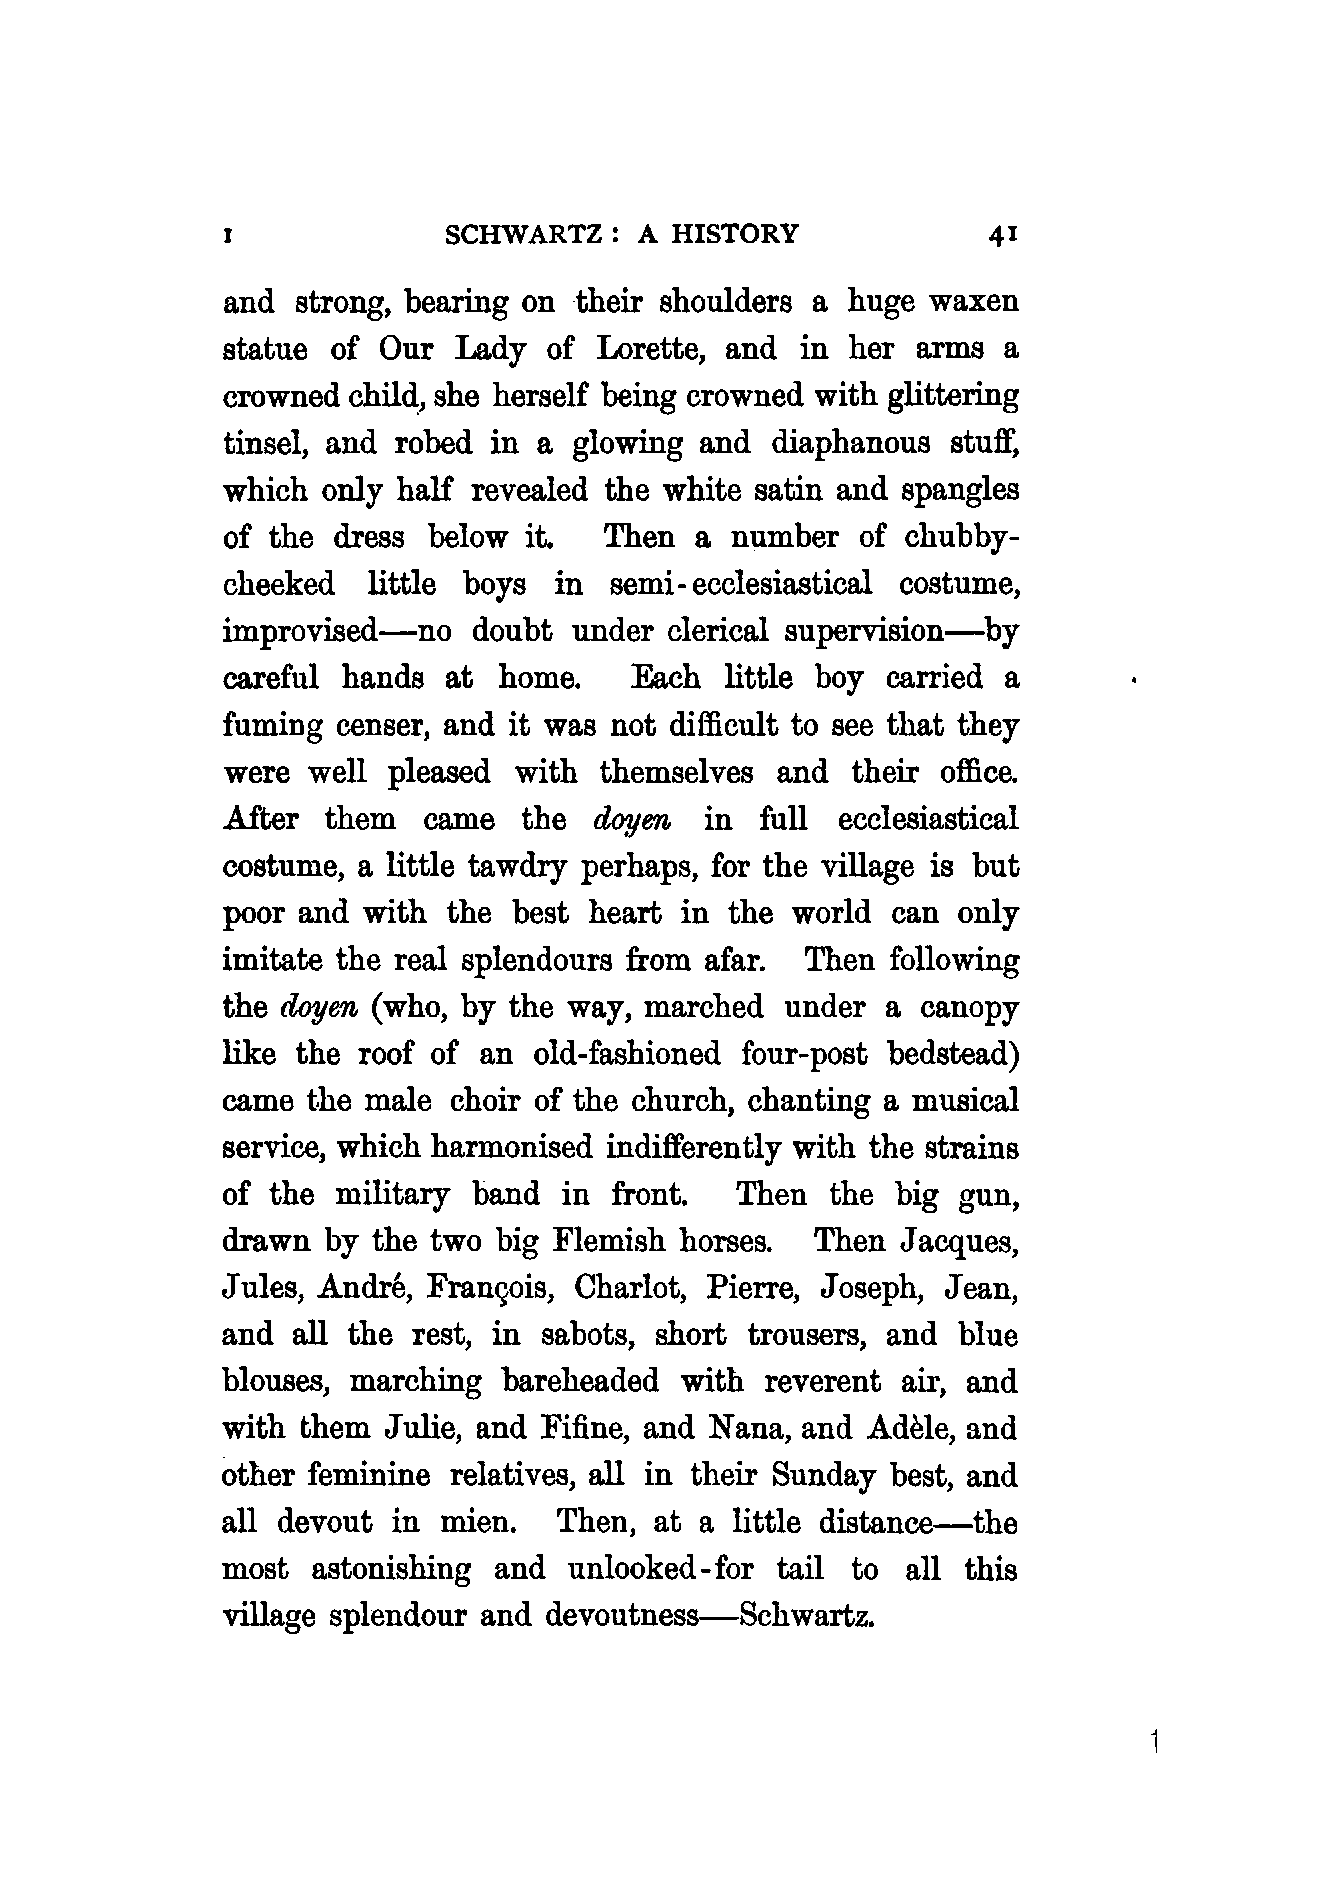 I SCHWARTZ: A HISTORY 41
and strong, bearing on their shoulders a huge waxen
statue of Our Lady of Lorette, and in her arms a
crowned child, she herself being crowned with glittering
tinsel, and robed in a glowing and diaphanous stuff,
which only half revealed the white satin and spangles
of the dress below it. Then a number of chubby-
cheeked little boys in semi-ecclesiastical costume,
improvised—no doubt under clerical supervision—by
careful hands at home. Each little boy carried a
fuming censer, and it was not difficult to see that they
were well pleased with themselves and their office.
After them came the doyen in full ecclesiastical
costume, a little tawdry perhaps, for the village is but
poor and with the best heart in the world can only
imitate the real splendours from afar. Then following
the doyen (who, by the way, marched under a canopy
like the roof of an old-fashioned four-post bedstead)
came the male choir of the church, chanting a musical
service, which harmonised indifferently with the strains
of the military band in front. Then the big gun,
drawn by the two big Flemish horses. Then Jacques,
Jules, André, François, Charlot, Pierre, Joseph, Jean,
and all the rest, in sabots, short trousers, and blue
blouses, marching bareheaded with reverent air, and
with them Julie, and Fifine, and Nana, and Adèle, and
other feminine relatives, all in their Sunday best, and
all devout in mien. Then, at a little distance—the
most astonishing and unlooked-for tail to all this
village splendour and devoutness—Schwartz.
1